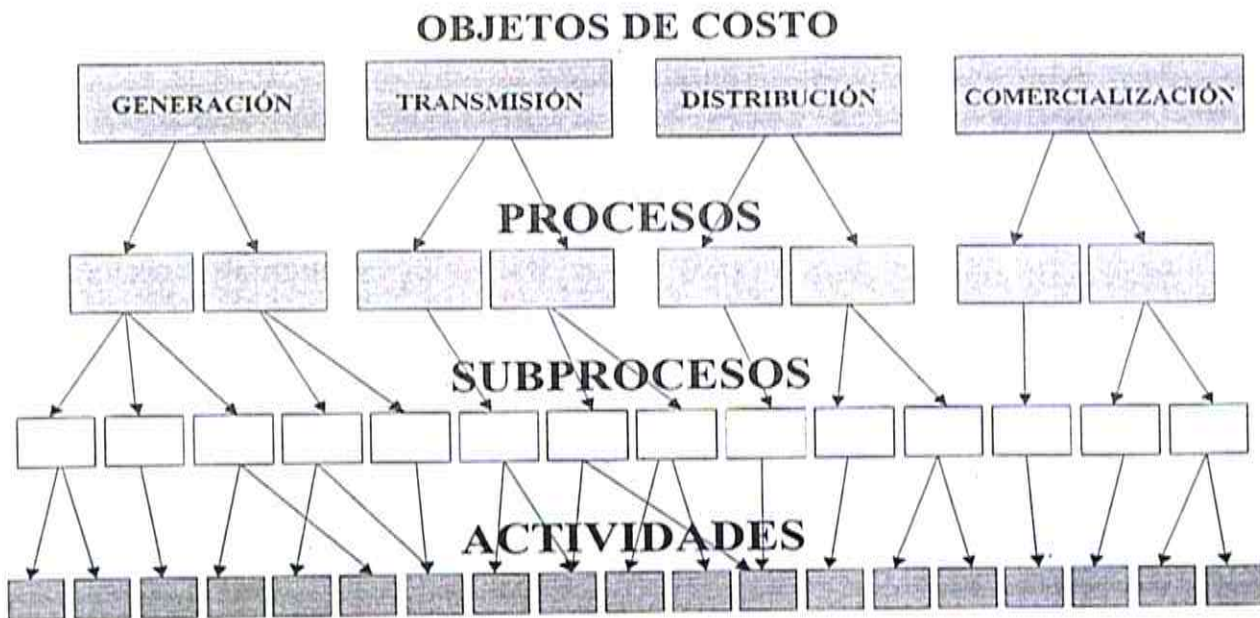 OBJETOS DE COSTO
GENERACIÓN
TRANSMISIÓN
DISTRIBUCIÓN
COMERCIALIZACIÓN
PROCESOS
SUBPROCESOS
ACTIVIDADES